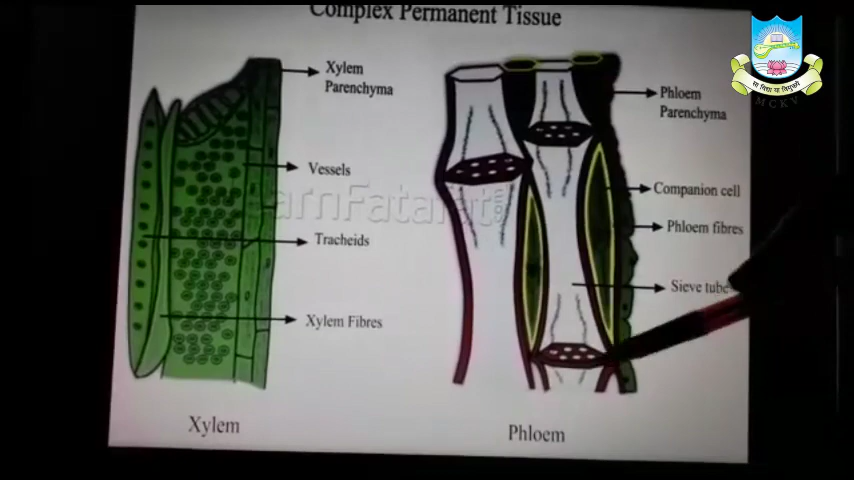 Complex Permanent Tissue
Xylem
Parenchyma
Vessels
Tracheids
Xylem Fibres
Xylem
Phloem
Parenchyma
Companion cell
Phloem fibres
Sieve tube
Phloem
MCKV